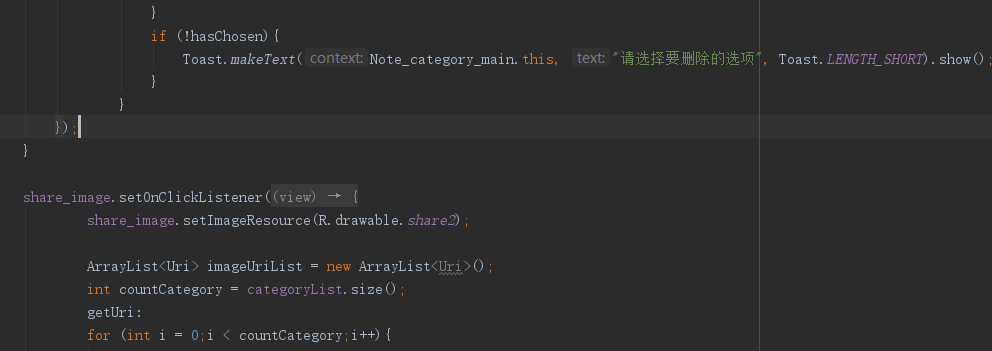 }
if (!hasChosen){
Toast.makeText( context: Note_category_main.this, text: "请选择要删除的选项", Toast.LENGTH_SHORT).show();
}
}
});
}
share_image.setOnClickListener((view) → {
share_image.setImageResource(R.drawable.share2);
ArrayList<Uri> imageUriList = new ArrayList<Uri>();
int countCategory = categoryList.size();
getUri:
for (int i = 0;i < countCategory;i++){